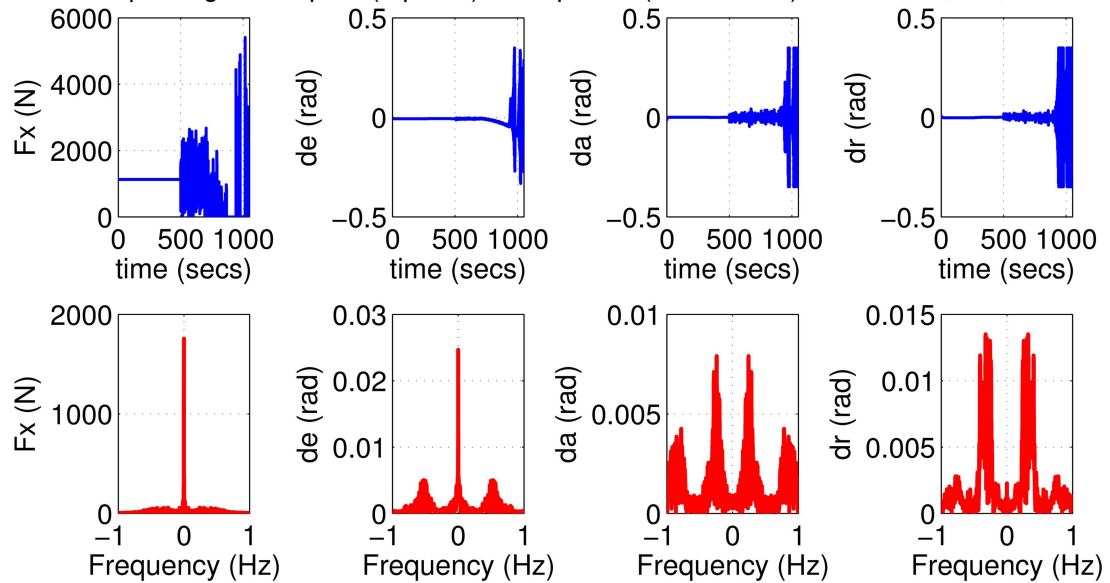 6000
4000
2000
0
Fx (N)
0 500 1000
time (secs)
0.5
0
−0.5
de (rad)
0 500 1000
time (secs)
0.5
0
−0.5
da (rad)
0 500 1000
time (secs)
0.5
0
−0.5
dr (rad)
0 500 1000
time (secs)
2000
1000
0
Fx (N)
−1 0 1
Frequency (Hz)
0.03
0.02
0.01
0
de (rad)
−1 0 1
Frequency (Hz)
0.01
0.005
0
da (rad)
−1 0 1
Frequency (Hz)
0.015
0.01
0.005
0
dr (rad)
−1 0 1
Frequency (Hz)